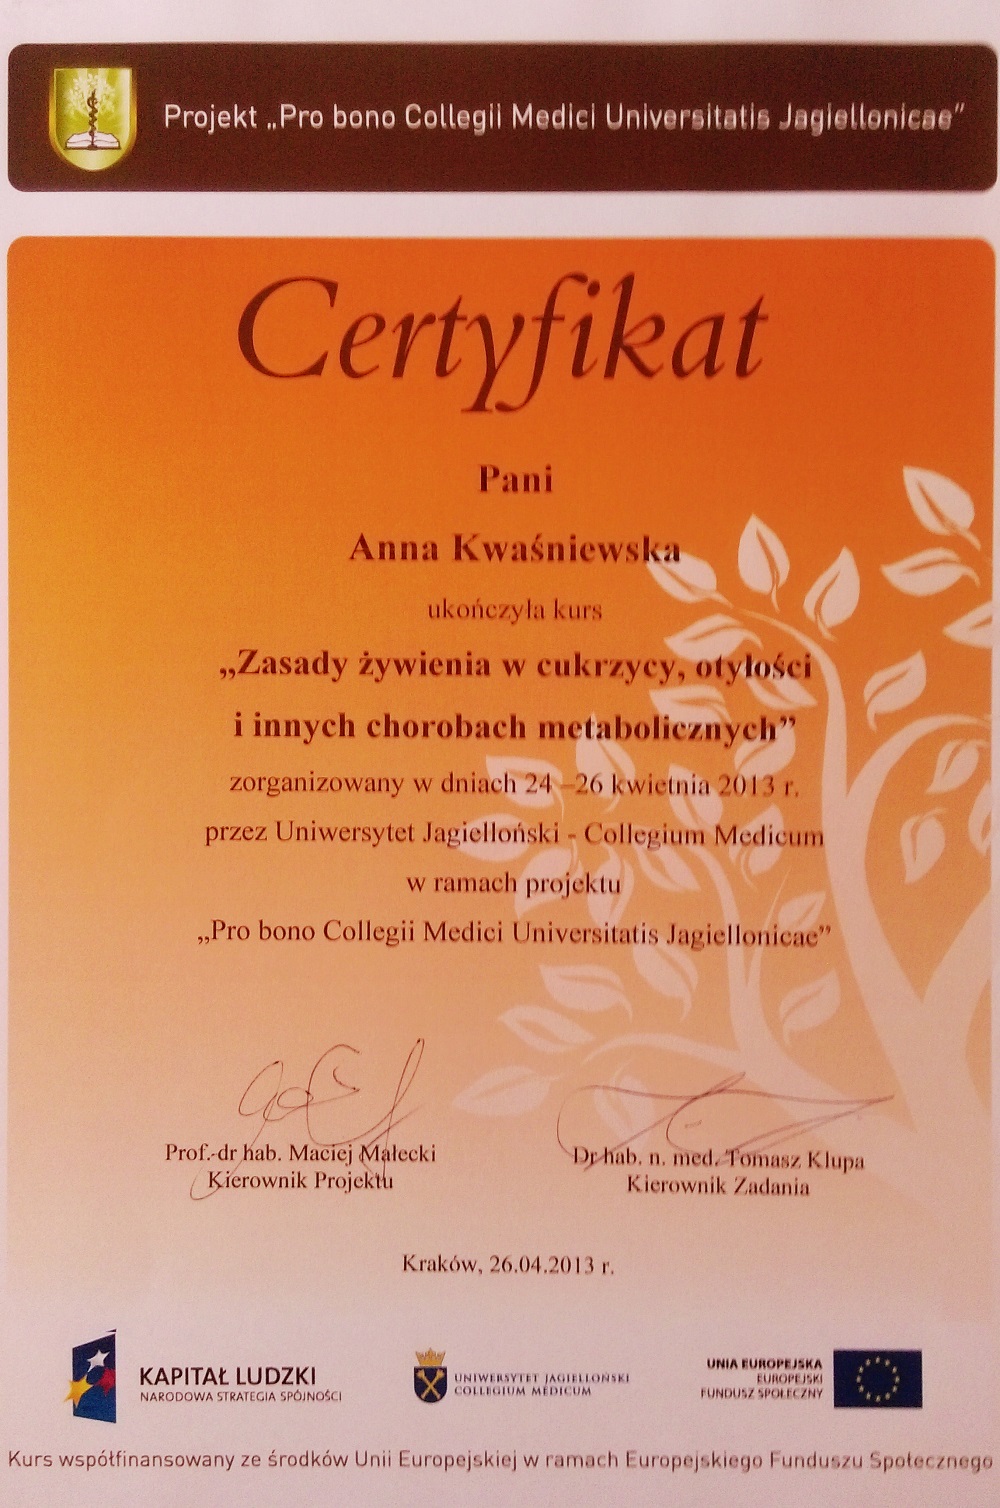 Projekt „Pro bono Collegii Medici Universitatis Jagiellonicae”
Certyfikat
Pani
Anna Kwaśniewska
ukończyła kurs
„Zasady żywienia w cukrzycy, otyłości
i innych chorobach metabolicznych”
zorganizowany w dniach 24 –26 kwietnia 2013 r.
przez Uniwersytet Jagielloński - Collegium Medicum
w ramach projektu
„Pro bono Collegii Medici Universitatis Jagiellonicae”
Prof. dr hab. Maciej Małecki
Kierownik Projektu
Dr hab. n. med. Tomasz Klupa
Kierownik Zadania
Kraków, 26.04.2013 r.
KAPITAŁ LUDZKI
NARODOWA STRATEGIA SPÓJNOŚCI
UNIWERSYTET JAGIELLOŃSKI
COLLEGIUM MEDICUM
UNIA EUROPEJSKA
EUROPEJSKI
FUNDUSZ SPOŁECZNY
Kurs współfinansowany ze środków Unii Europejskiej w ramach Europejskiego Funduszu Społecznego